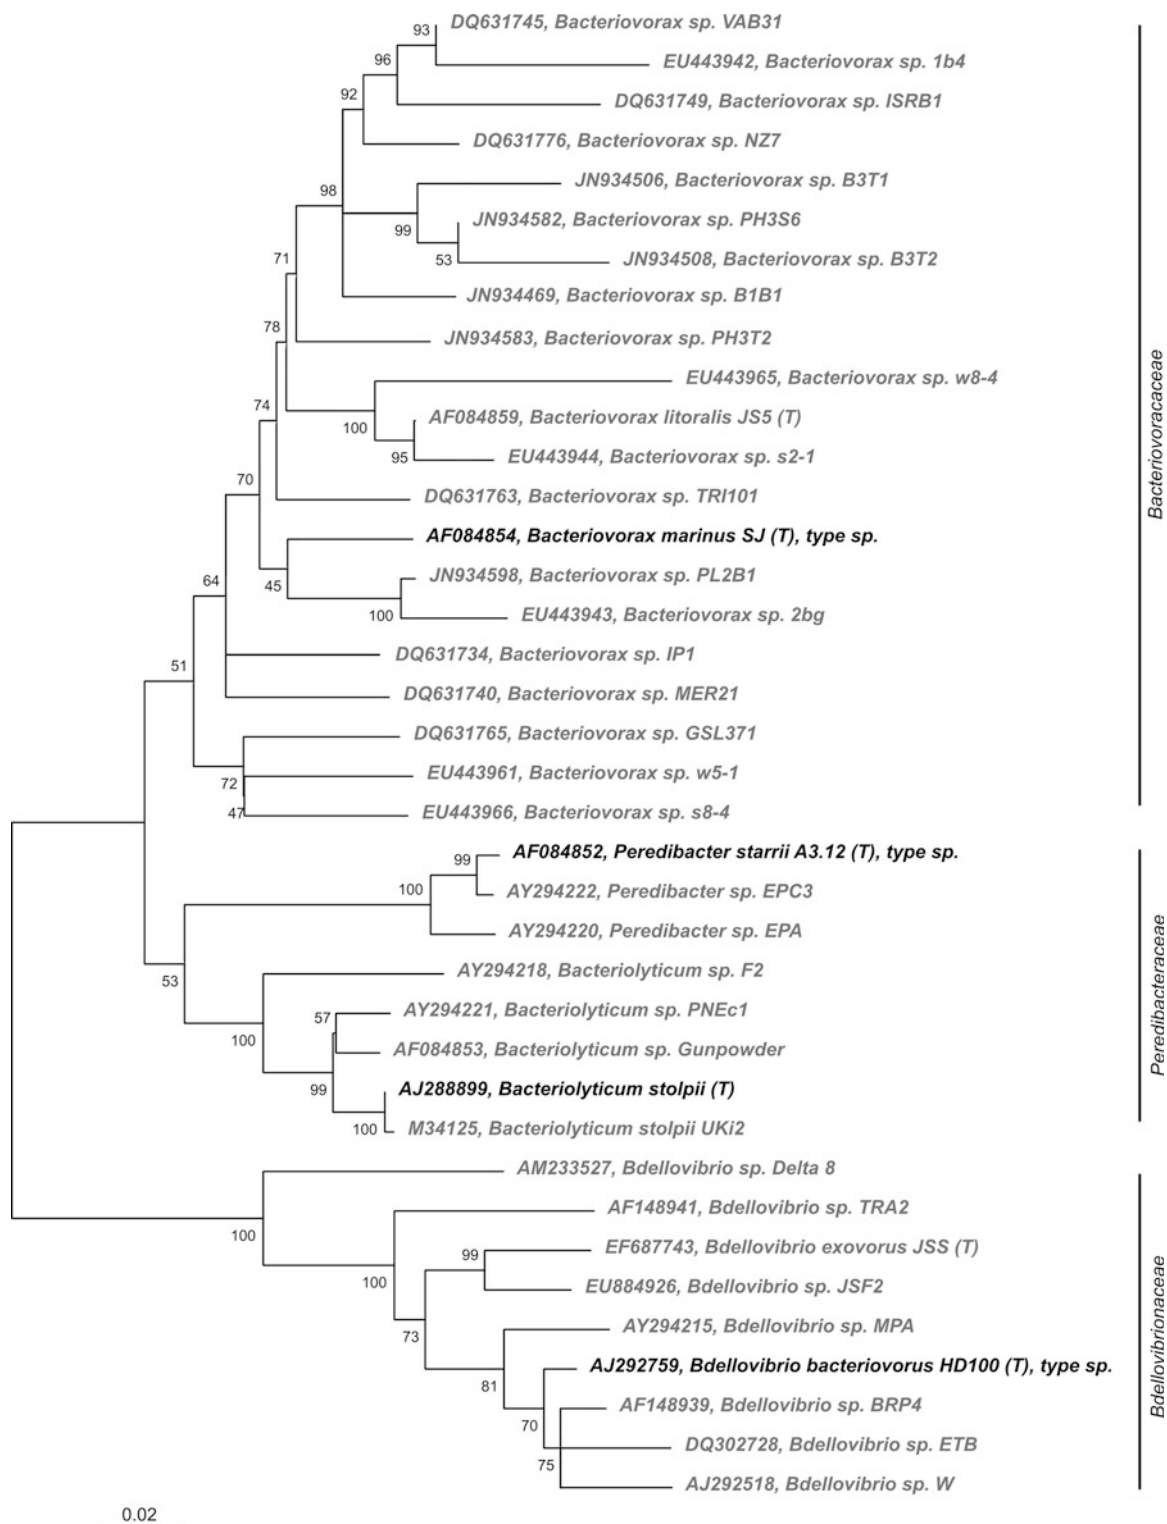 DQ631745, Bacteriovorax sp. VAB31
93
EU443942, Bacteriovorax sp. 1b4
96
DQ631749, Bacteriovorax sp. ISRB1
92
DQ631776, Bacteriovorax sp. NZ7
JN934506, Bacteriovorax sp. B3T1
98
JN934582, Bacteriovorax sp. PH3S6
99
JN934508, Bacteriovorax sp. B3T2
53
71
JN934469, Bacteriovorax sp. B1B1
78
JN934583, Bacteriovorax sp. PH3T2
EU443965, Bacteriovorax sp. w8-4
74
AF084859, Bacteriovorax litoralis JS5 (T)
100
EU443944, Bacteriovorax sp. s2-1
95
70
DQ631763, Bacteriovorax sp. TRI101
AF084854, Bacteriovorax marinus SJ (T), type sp.
64
45
JN934598, Bacteriovorax sp. PL2B1
100
EU443943, Bacteriovorax sp. 2bg
DQ631734, Bacteriovorax sp. IP1
51
DQ631740, Bacteriovorax sp. MER21
DQ631765, Bacteriovorax sp. GSL371
EU443961, Bacteriovorax sp. w5-1
72
47
EU443966, Bacteriovorax sp. s8-4
Bacteriovoracaceae
AF084852, Peredibacter starrii A3.12 (T), type sp.
99
100
AY294222, Peredibacter sp. EPC3
AY294220, Peredibacter sp. EPA
53
AY294218, Bacteriolyticum sp. F2
AY294221, Bacteriolyticum sp. PNEc1
57
100
AF084853, Bacteriolyticum sp. Gunpowder
99
AJ288899, Bacteriolyticum stolpii (T)
100
M34125, Bacteriolyticum stolpii UKi2
Peredibacteraceae
AM233527, Bdellovibrio sp. Delta 8
100
AF148941, Bdellovibrio sp. TRA2
99
EF687743, Bdellovibrio exovorus JSS (T)
100
EU884926, Bdellovibrio sp. JSF2
73
AY294215, Bdellovibrio sp. MPA
AJ292759, Bdellovibrio bacteriovorus HD100 (T), type sp.
81
AF148939, Bdellovibrio sp. BRP4
70
DQ302728, Bdellovibrio sp. ETB
75
AJ292518, Bdellovibrio sp. W
Bdellovibrionaceae
0.02